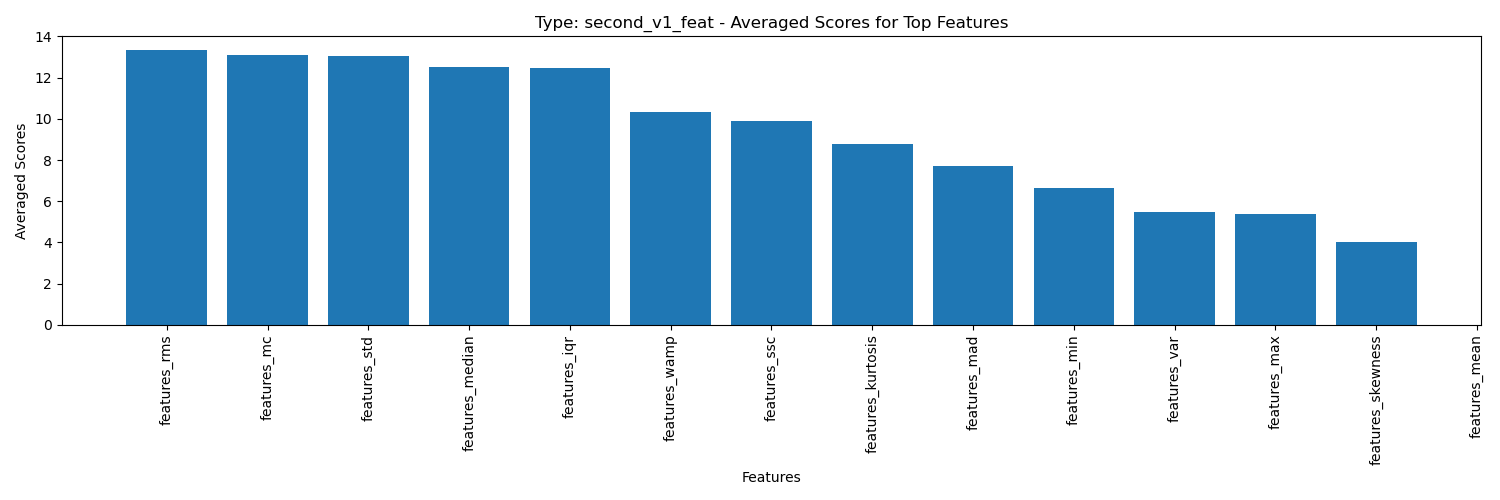 Type: second_v1_feat - Averaged Scores for Top Features
Averaged Scores
14
12
10
8
6
4
2
0
features_rms
features_mc
features_std
features_median
features_iqr
features_wamp
features_ssc
features_kurtosis
features_mad
features_min
features_var
features_max
features_skewness
features_mean
Features